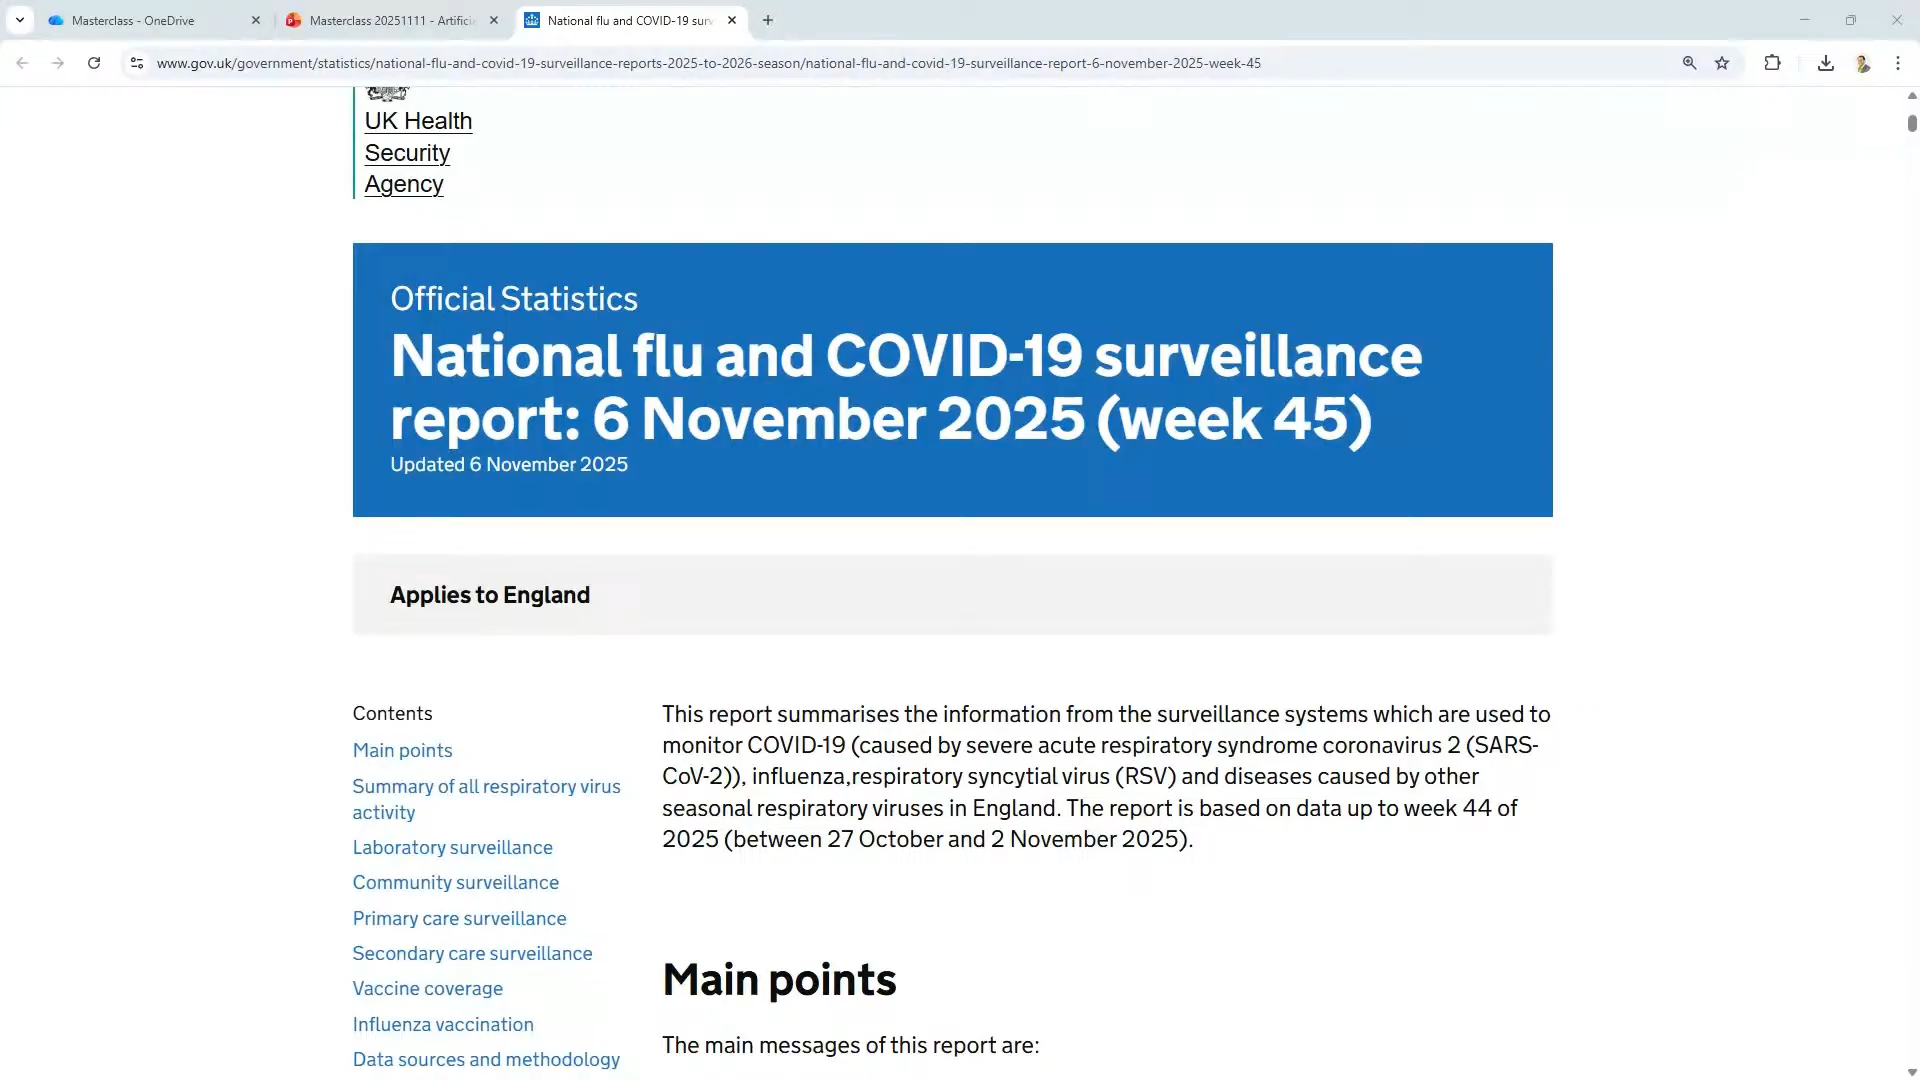 Masterclass - OneDrive
Masterclass 20251111 - Artifici
National flu and COVID-19 surv
www.gov.uk/government/statistics/national-flu-and-covid-19-surveillance-reports-2025-to-2026-season/national-flu-and-covid-19-surveillance-report-6-november-2025-week-45
UK Health
Security
Agency
Official Statistics
National flu and COVID-19 surveillance
report: 6 November 2025 (week 45)
Updated 6 November 2025
Applies to England
Contents
Main points
Summary of all respiratory virus
activity
Laboratory surveillance
Community surveillance
Primary care surveillance
Secondary care surveillance
Vaccine coverage
Influenza vaccination
Data sources and methodology
This report summarises the information from the surveillance systems which are used to
monitor COVID-19 (caused by severe acute respiratory syndrome coronavirus 2 (SARS-
CoV-2)), influenza,respiratory syncytial virus (RSV) and diseases caused by other
seasonal respiratory viruses in England. The report is based on data up to week 44 of
2025 (between 27 October and 2 November 2025).
Main points
The main messages of this report are: